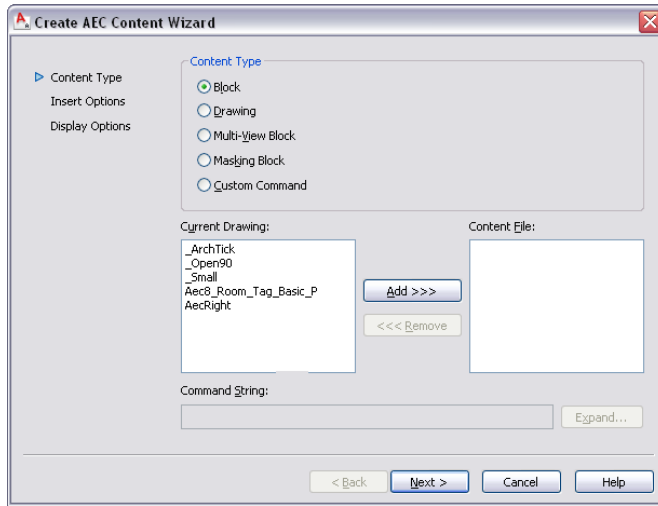 Create AEC Content Wizard
Content Type
Insert Options
Display Options
Content Type
Block
Drawing
Multi-View Block
Masking Block
Custom Command
Current Drawing:
_ArchTick
_Open90
_Small
Aec8_Room_Tag_Basic_P
AecRight
Add >>>
<<< Remove
Content File:
Command String:
Expand...
< Back
Next >
Cancel
Help